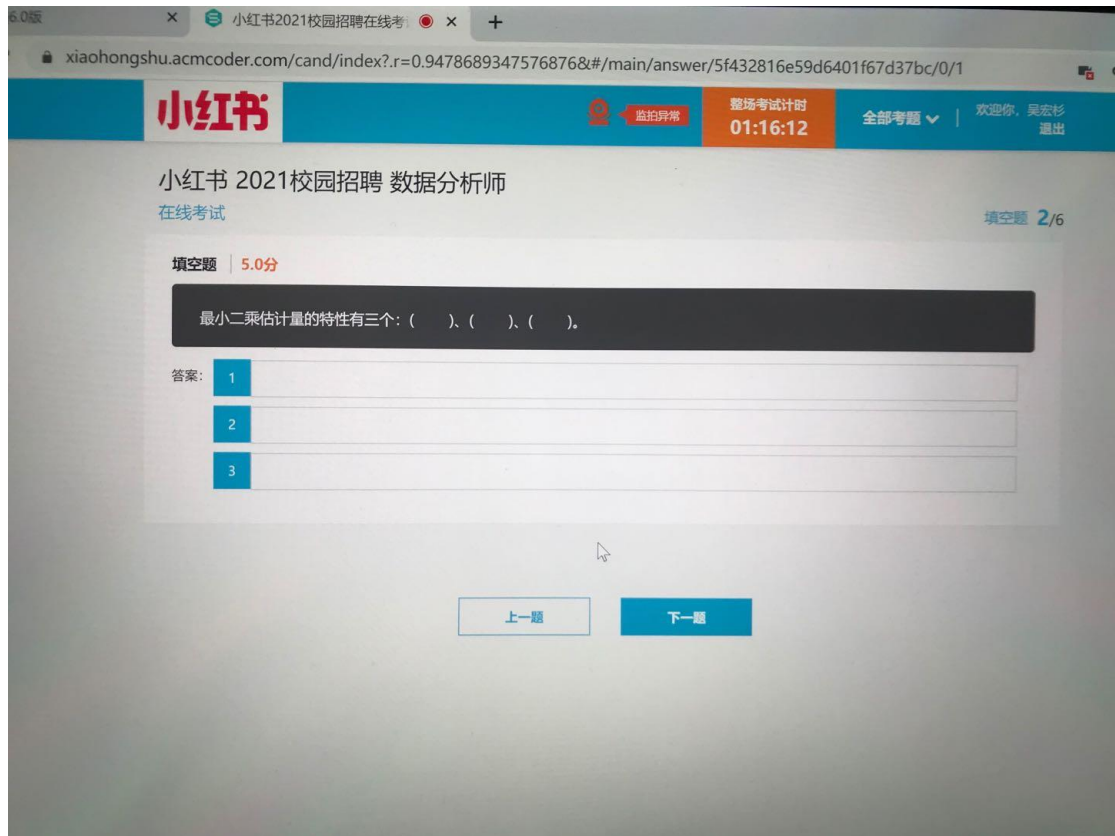 6.0版
小红书2021校园招聘在线考
xiaohongshu.acmcoder.com/cand/index?.r=0.9478689347576876&#/main/answer/5f432816e59d6401f67d37bc/0/1
小红书
监拍异常
整场考试计时
01:16:12
全部考题
欢迎你，吴宏杉
退出
小红书 2021校园招聘 数据分析师
在线考试
填空题 2/6
填空题 5.0分
最小二乘估计量的特性有三个：( )、( )、( )。
答案： 1
2
3
上一题
下一题